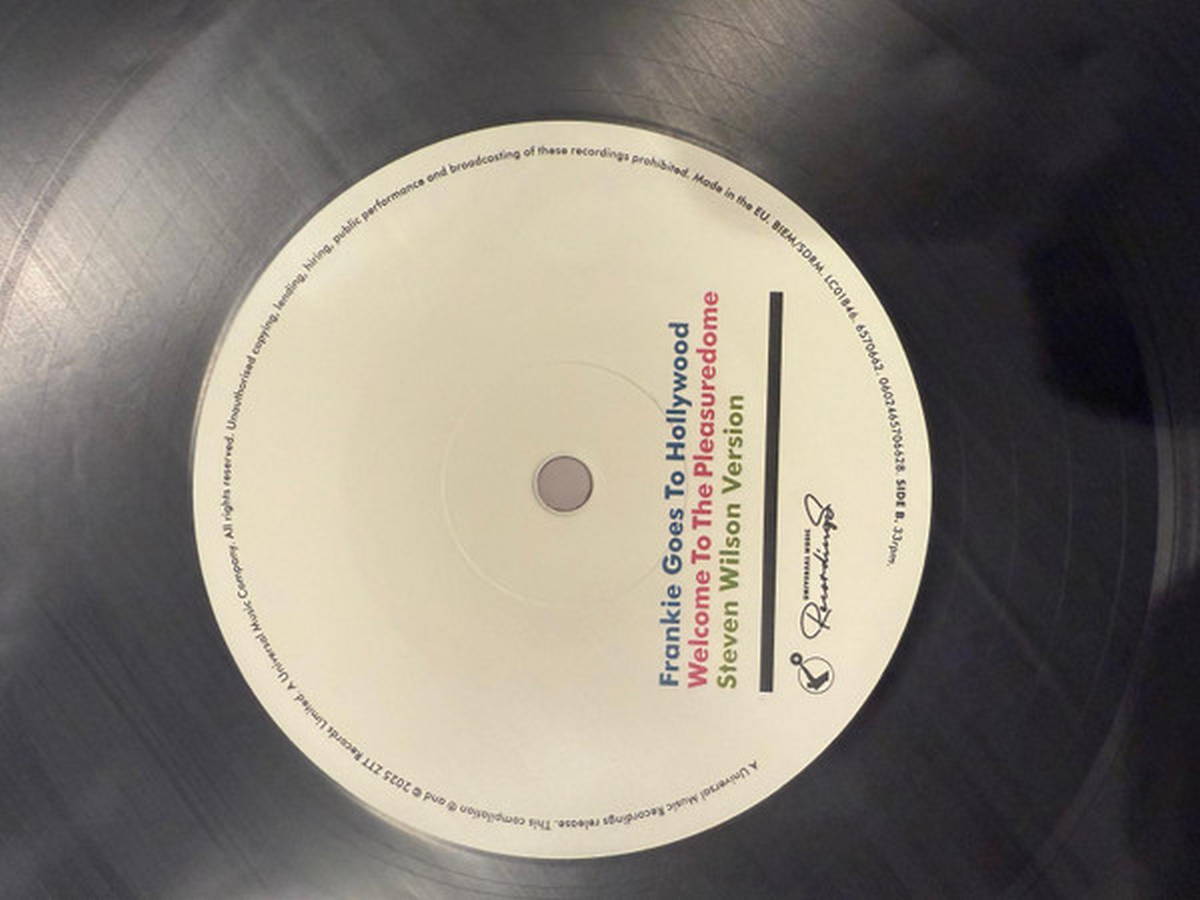 Frankie Goes To Hollywood
Welcome To The Pleasuredome
Steven Wilson Version
UNIVERSAL MUSIC
Recordings
A Universal Music Recordings release. This compilation ℗ and © 2025 ZTT Records Limited. A Universal Music Company. All rights reserved. Unauthorised copying, lending, hiring, public performance and broadcasting of these recordings prohibited. Made in the EU. BIEM/SDRM. LC01846. 6570662. 0602465706628. SIDE B. 33rpm.